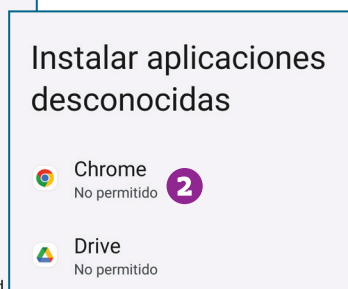 Instalar aplicaciones
desconocidas
Chrome
No permitido
2
Drive
No permitido
d